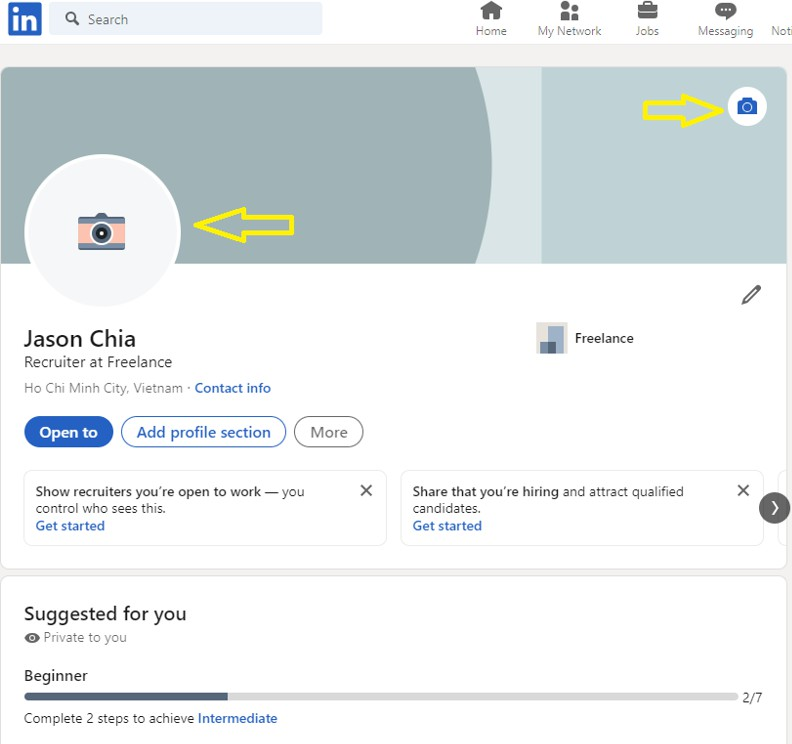 in
Search
Home
My Network
Jobs
Messaging
Noti
Jason Chia
Freelance
Recruiter at Freelance
Ho Chi Minh City, Vietnam · Contact info
Open to
Add profile section
More
Show recruiters you're open to work — you
control who sees this.
Get started
Share that you're hiring and attract qualified
candidates.
Get started
Suggested for you
Private to you
Beginner
2/7
Complete 2 steps to achieve Intermediate